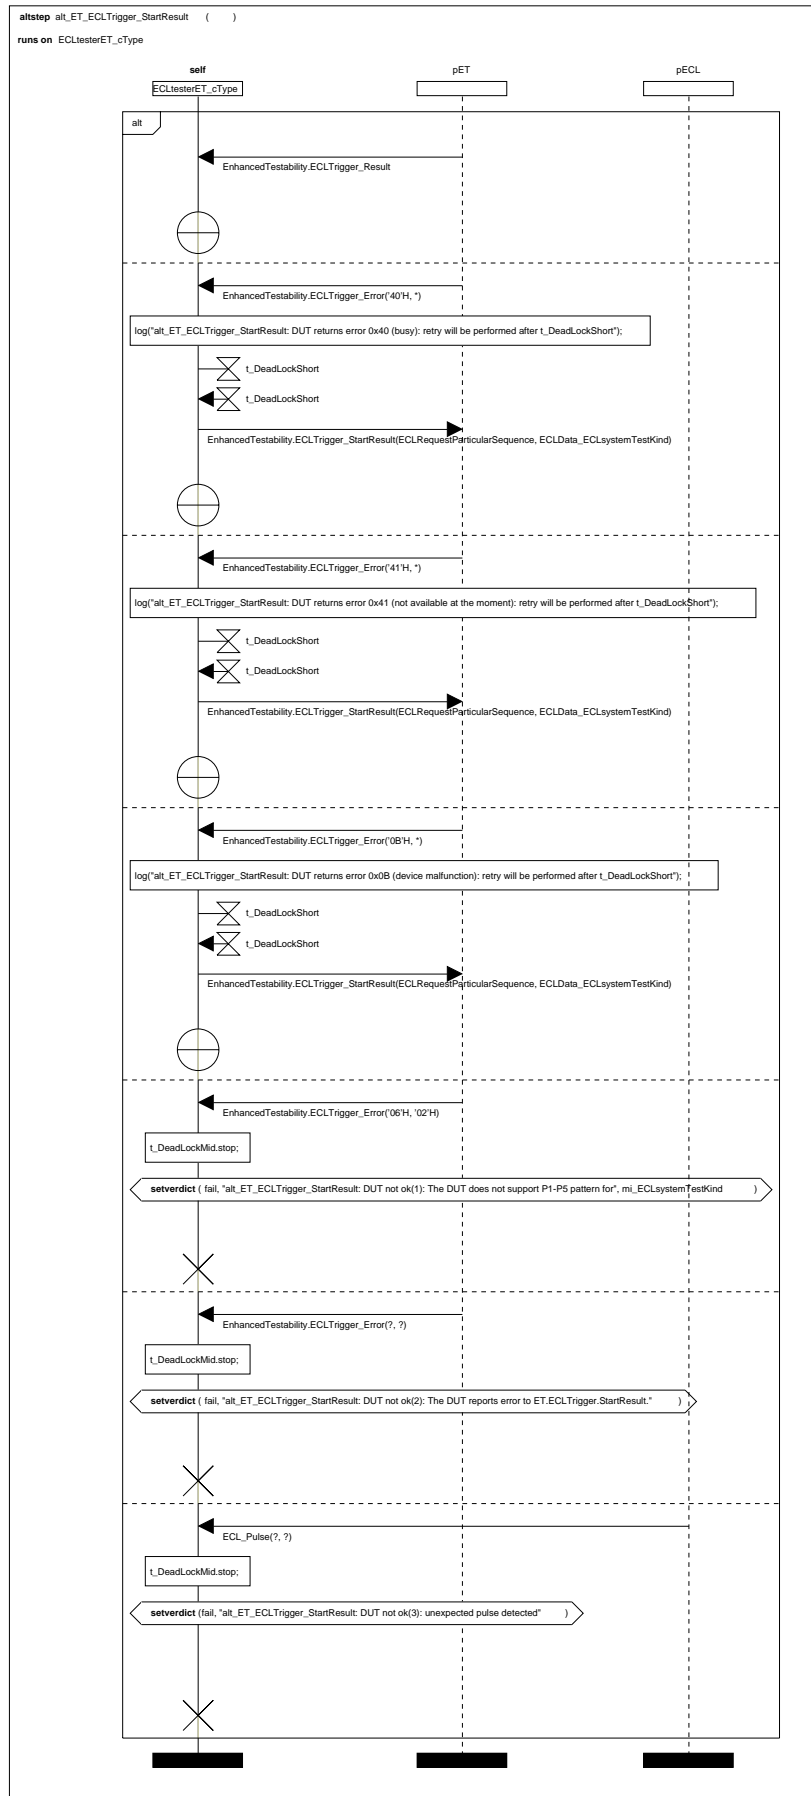 altstep alt_ET_ECLTrigger_StartResult ( )
runs on ECLtesterET_cType
self pET pECL
ECLtesterET_cType
alt
EnhancedTestability.ECLTrigger_Result
EnhancedTestability.ECLTrigger_Error('40'H, *)
log("alt_ET_ECLTrigger_StartResult: DUT returns error 0x40 (busy): retry will be performed after t_DeadLockShort");
t_DeadLockShort
t_DeadLockShort
EnhancedTestability.ECLTrigger_StartResult(ECLRequestParticularSequence, ECLData_ECLsystemTestKind)
EnhancedTestability.ECLTrigger_Error('41'H, *)
log("alt_ET_ECLTrigger_StartResult: DUT returns error 0x41 (not available at the moment): retry will be performed after t_DeadLockShort");
t_DeadLockShort
t_DeadLockShort
EnhancedTestability.ECLTrigger_StartResult(ECLRequestParticularSequence, ECLData_ECLsystemTestKind)
EnhancedTestability.ECLTrigger_Error('0B'H, *)
log("alt_ET_ECLTrigger_StartResult: DUT returns error 0x0B (device malfunction): retry will be performed after t_DeadLockShort");
t_DeadLockShort
t_DeadLockShort
EnhancedTestability.ECLTrigger_StartResult(ECLRequestParticularSequence, ECLData_ECLsystemTestKind)
EnhancedTestability.ECLTrigger_Error('06'H, '02'H)
t_DeadLockMid.stop;
setverdict ( fail, "alt_ET_ECLTrigger_StartResult: DUT not ok(1): The DUT does not support P1-P5 pattern for", mi_ECLsystemTestKind )
EnhancedTestability.ECLTrigger_Error(?, ?)
t_DeadLockMid.stop;
setverdict ( fail, "alt_ET_ECLTrigger_StartResult: DUT not ok(2): The DUT reports error to ET.ECLTrigger.StartResult." )
ECL_Pulse(?, ?)
t_DeadLockMid.stop;
setverdict (fail, "alt_ET_ECLTrigger_StartResult: DUT not ok(3): unexpected pulse detected" )